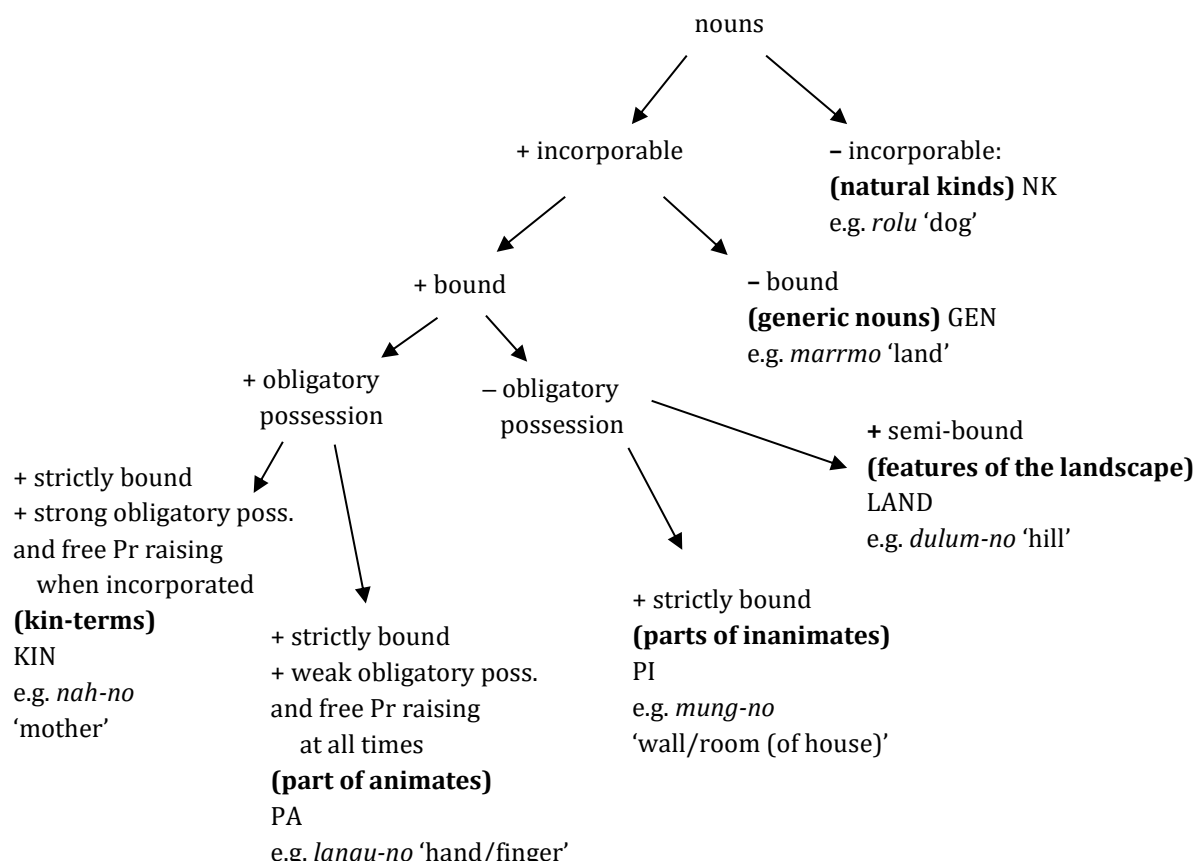 nouns
+ incorporable
– incorporable:
(natural kinds) NK
e.g. rolu ‘dog’
+ bound
– bound
(generic nouns) GEN
e.g. marrmo ‘land’
+ obligatory
possession
– obligatory
possession
+ semi-bound
(features of the landscape)
LAND
e.g. dulum-no ‘hill’
+ strictly bound
+ strong obligatory poss.
and free Pr raising
when incorporated
(kin-terms)
KIN
e.g. nah-no
‘mother’
+ strictly bound
+ weak obligatory poss.
and free Pr raising
at all times
(part of animates)
PA
e.g. langu-no ‘hand/finger’
+ strictly bound
(parts of inanimates)
PI
e.g. mung-no
‘wall/room (of house)’